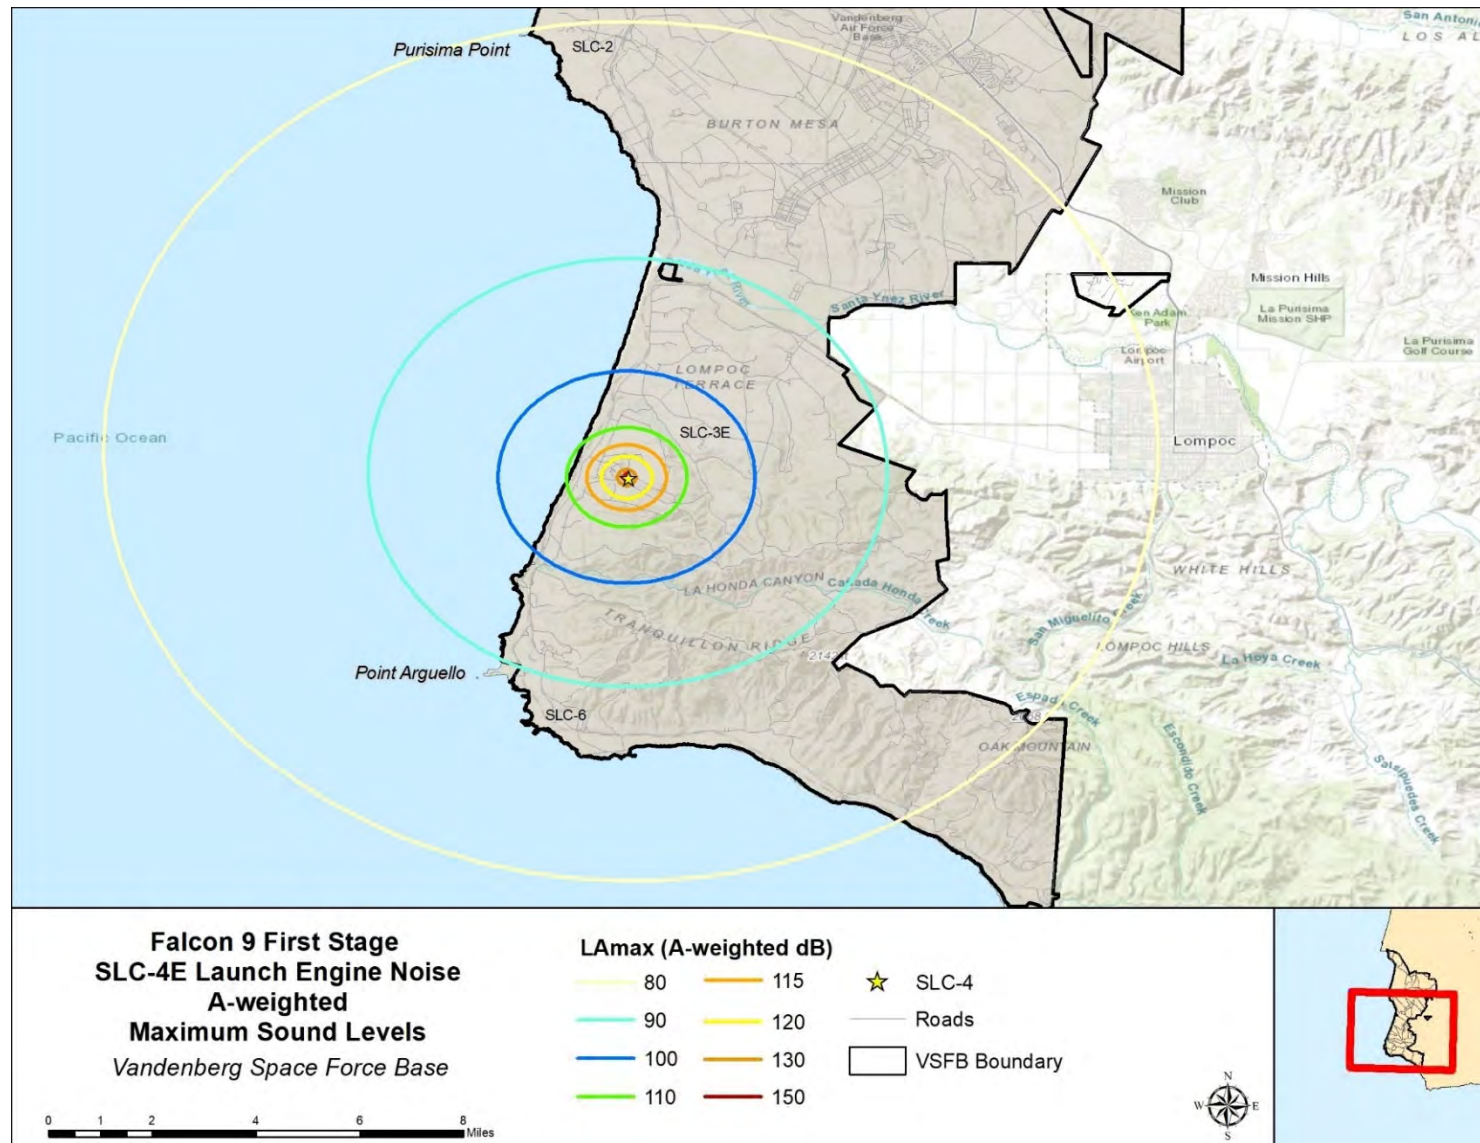 Vandenberg
Air Force
Base
San Antonio
LOS AL
Purisima Point
SLC-2
BURTON MESA
Mission
Club
Mission Hills
Santa Ynez River
River
La Purisima
Mission SHP
Ken Adam
Park
La Purisima
Golf Course
Lompoc
Airport
LOMPOC
TERRACE
SLC-3E
Pacific Ocean
Lompoc
WHITE HILLS
LA HONDA CANYON
Cañada Honda Creek
San Miguelito Creek
TRANQUILLON RIDGE
LOMPOC HILLS
La Hoya Creek
Point Arguello
Espada Creek
SLC-6
OAK MOUNTAIN
Escondido Creek
Salsipuedes Creek
Falcon 9 First Stage
SLC-4E Launch Engine Noise
A-weighted
Maximum Sound Levels
Vandenberg Space Force Base
0 1 2 4 6 8
Miles
LAmax (A-weighted dB)
80 115
90 120
100 130
110 150
SLC-4
Roads
VSFB Boundary
N
W E
S